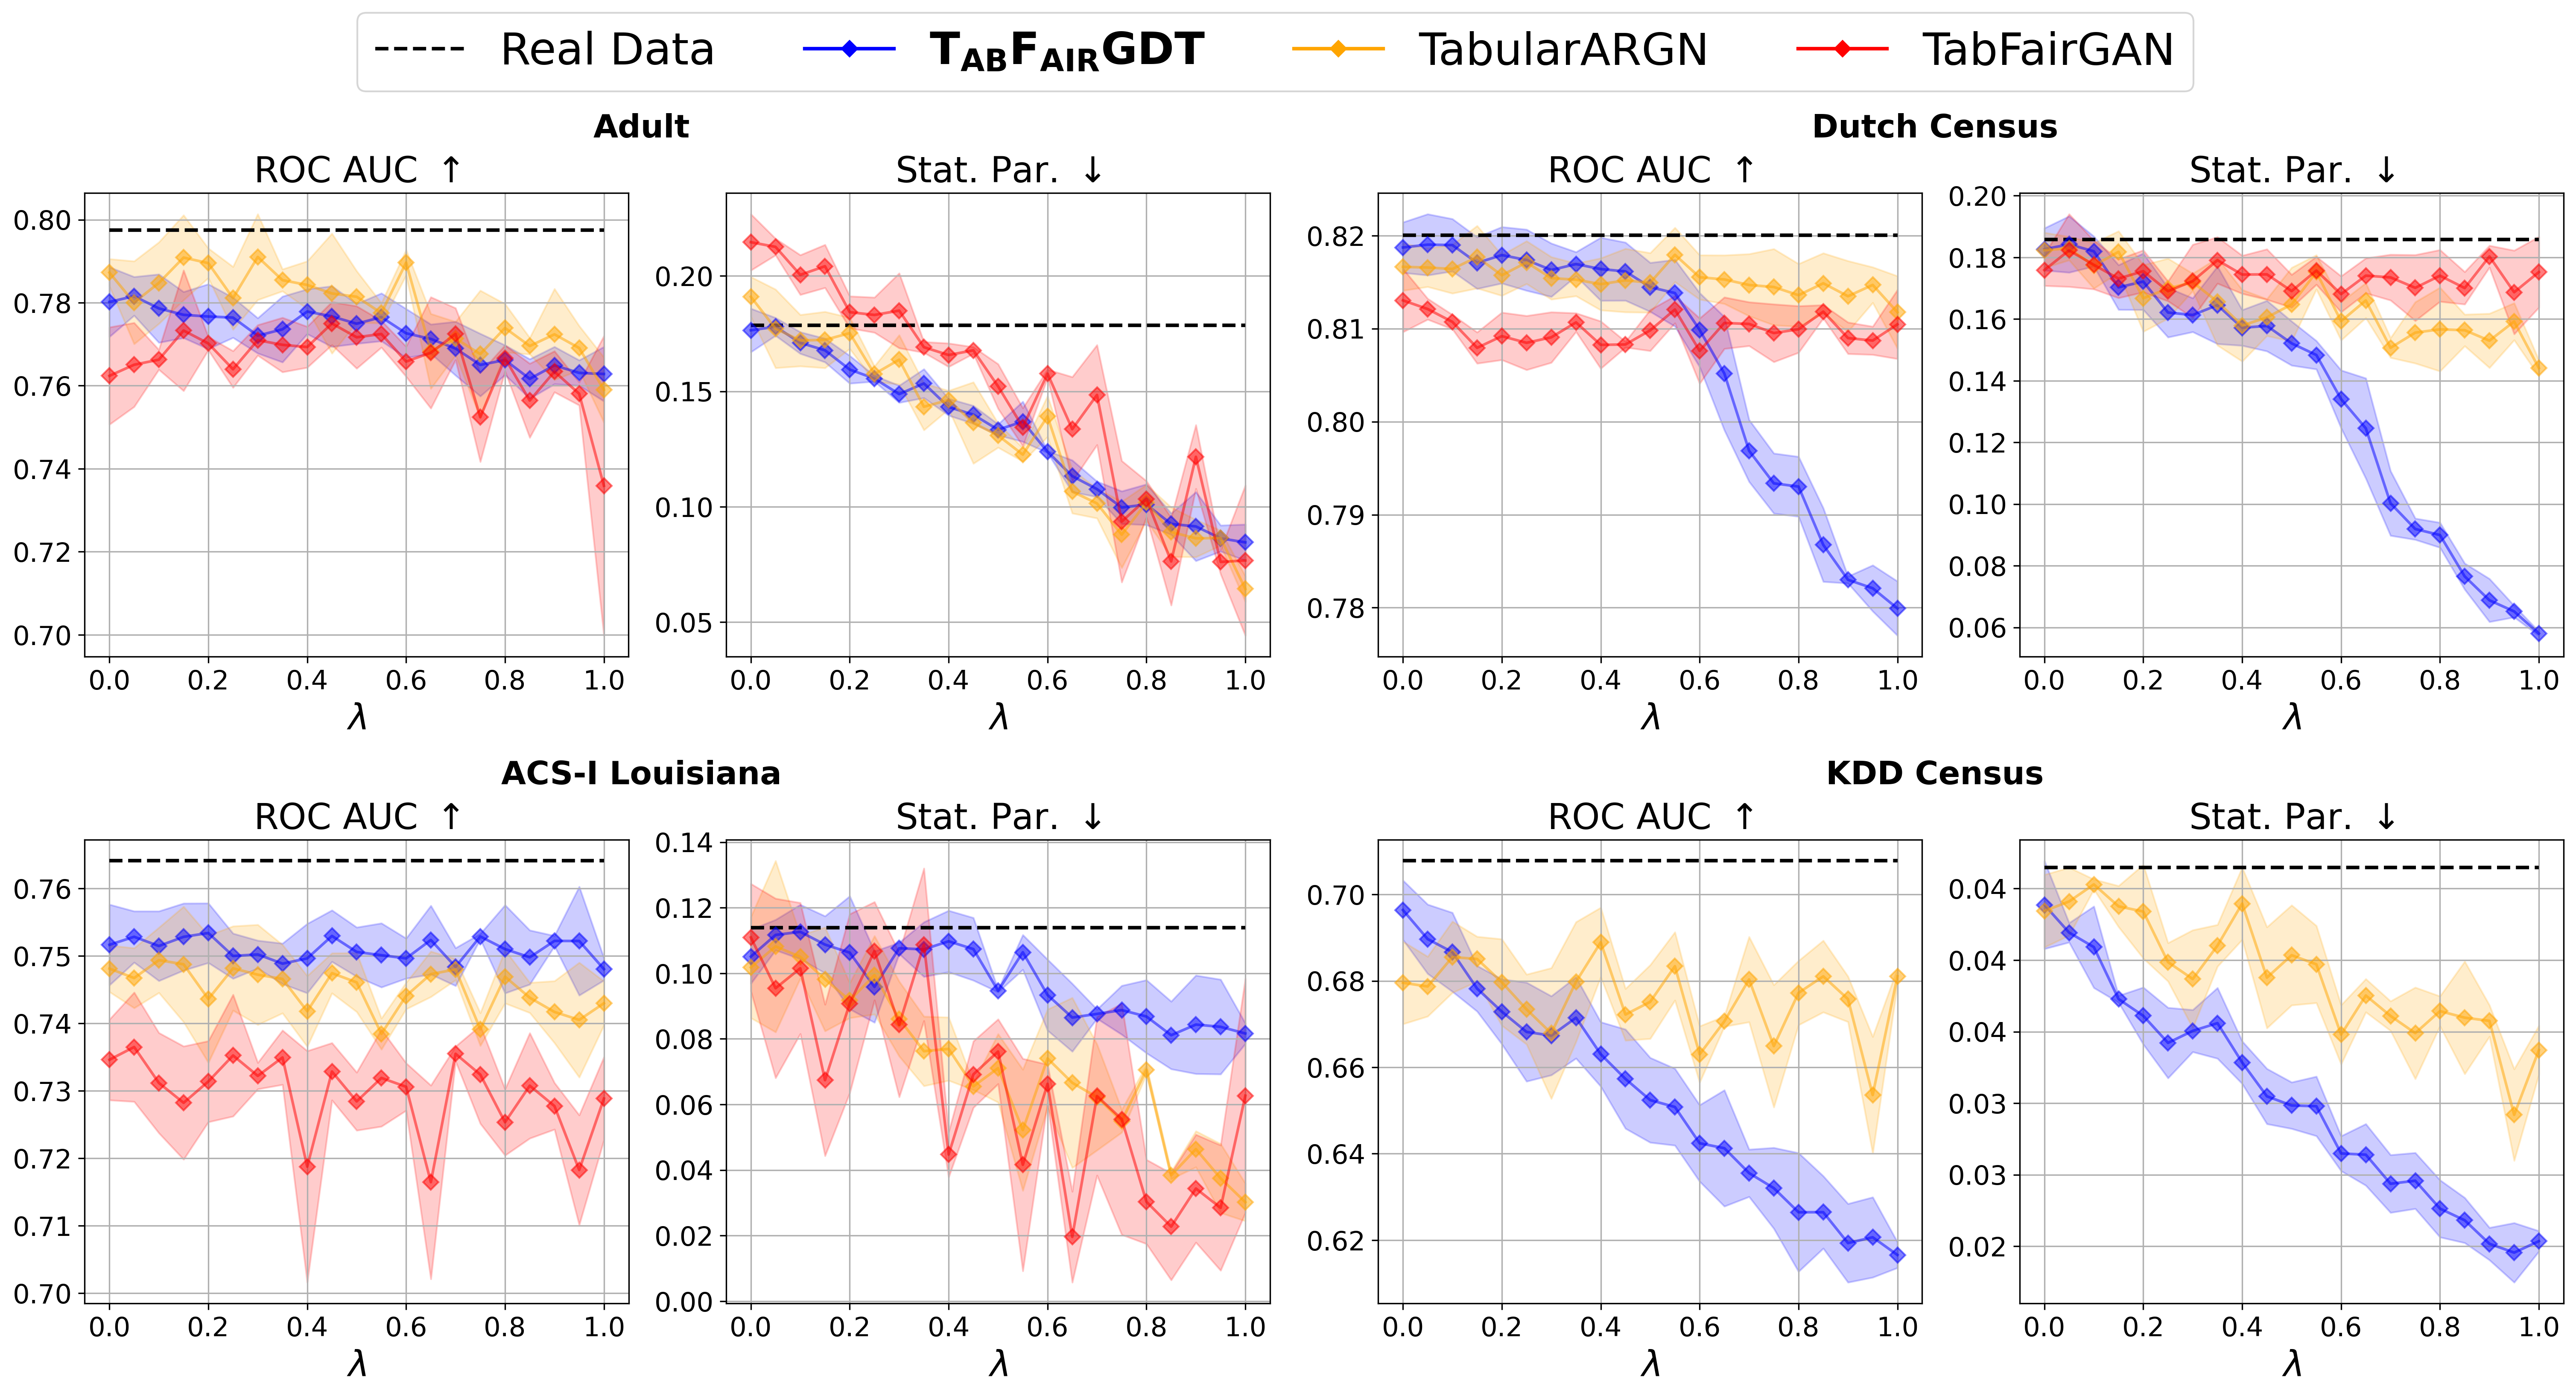 Real Data TABFAIRGDT TabularARGN TabFairGAN
Adult
ROC AUC ↑
0.80
0.78
0.76
0.74
0.72
0.70
0.0 0.2 0.4 0.6 0.8 1.0
λ
Stat. Par. ↓
0.20
0.15
0.10
0.05
0.0 0.2 0.4 0.6 0.8 1.0
λ
Dutch Census
ROC AUC ↑
0.82
0.81
0.80
0.79
0.78
0.0 0.2 0.4 0.6 0.8 1.0
λ
Stat. Par. ↓
0.20
0.18
0.16
0.14
0.12
0.10
0.08
0.06
0.0 0.2 0.4 0.6 0.8 1.0
λ
ACS-I Louisiana
ROC AUC ↑
0.76
0.75
0.74
0.73
0.72
0.71
0.70
0.0 0.2 0.4 0.6 0.8 1.0
λ
Stat. Par. ↓
0.14
0.12
0.10
0.08
0.06
0.04
0.02
0.00
0.0 0.2 0.4 0.6 0.8 1.0
λ
KDD Census
ROC AUC ↑
0.70
0.68
0.66
0.64
0.62
0.0 0.2 0.4 0.6 0.8 1.0
λ
Stat. Par. ↓
0.04
0.04
0.04
0.03
0.03
0.02
0.0 0.2 0.4 0.6 0.8 1.0
λ